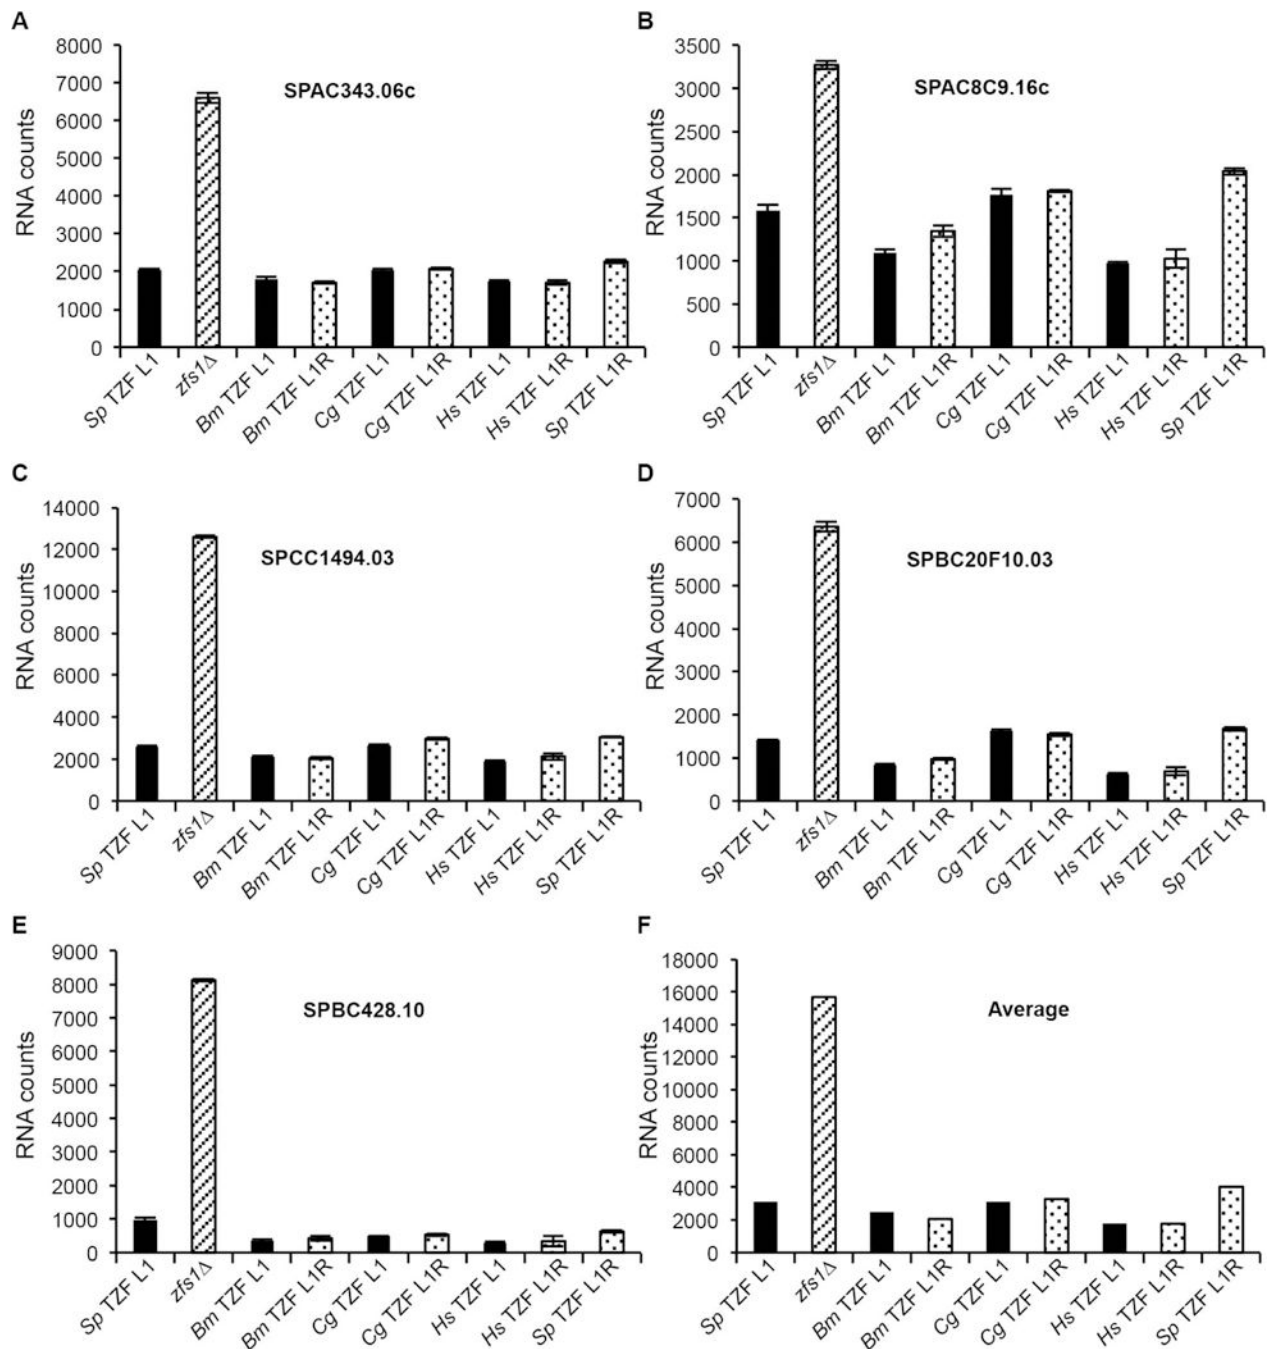 A
8000
7000
6000
5000
4000
3000
2000
1000
0
RNA counts
SPAC343.06c
Sp TZF L1
zfs1Δ
Bm TZF L1
Bm TZF L1R
Cg TZF L1
Cg TZF L1R
Hs TZF L1
Hs TZF L1R
Sp TZF L1R
B
3500
3000
2500
2000
1500
1000
500
0
RNA counts
SPAC8C9.16c
Sp TZF L1
zfs1Δ
Bm TZF L1
Bm TZF L1R
Cg TZF L1
Cg TZF L1R
Hs TZF L1
Hs TZF L1R
Sp TZF L1R
C
14000
12000
10000
8000
6000
4000
2000
0
RNA counts
SPCC1494.03
Sp TZF L1
zfs1Δ
Bm TZF L1
Bm TZF L1R
Cg TZF L1
Cg TZF L1R
Hs TZF L1
Hs TZF L1R
Sp TZF L1R
D
7000
6000
5000
4000
3000
2000
1000
0
RNA counts
SPBC20F10.03
Sp TZF L1
zfs1Δ
Bm TZF L1
Bm TZF L1R
Cg TZF L1
Cg TZF L1R
Hs TZF L1
Hs TZF L1R
Sp TZF L1R
E
9000
8000
7000
6000
5000
4000
3000
2000
1000
0
RNA counts
SPBC428.10
Sp TZF L1
zfs1Δ
Bm TZF L1
Bm TZF L1R
Cg TZF L1
Cg TZF L1R
Hs TZF L1
Hs TZF L1R
Sp TZF L1R
F
18000
16000
14000
12000
10000
8000
6000
4000
2000
0
RNA counts
Average
Sp TZF L1
zfs1Δ
Bm TZF L1
Bm TZF L1R
Cg TZF L1
Cg TZF L1R
Hs TZF L1
Hs TZF L1R
Sp TZF L1R